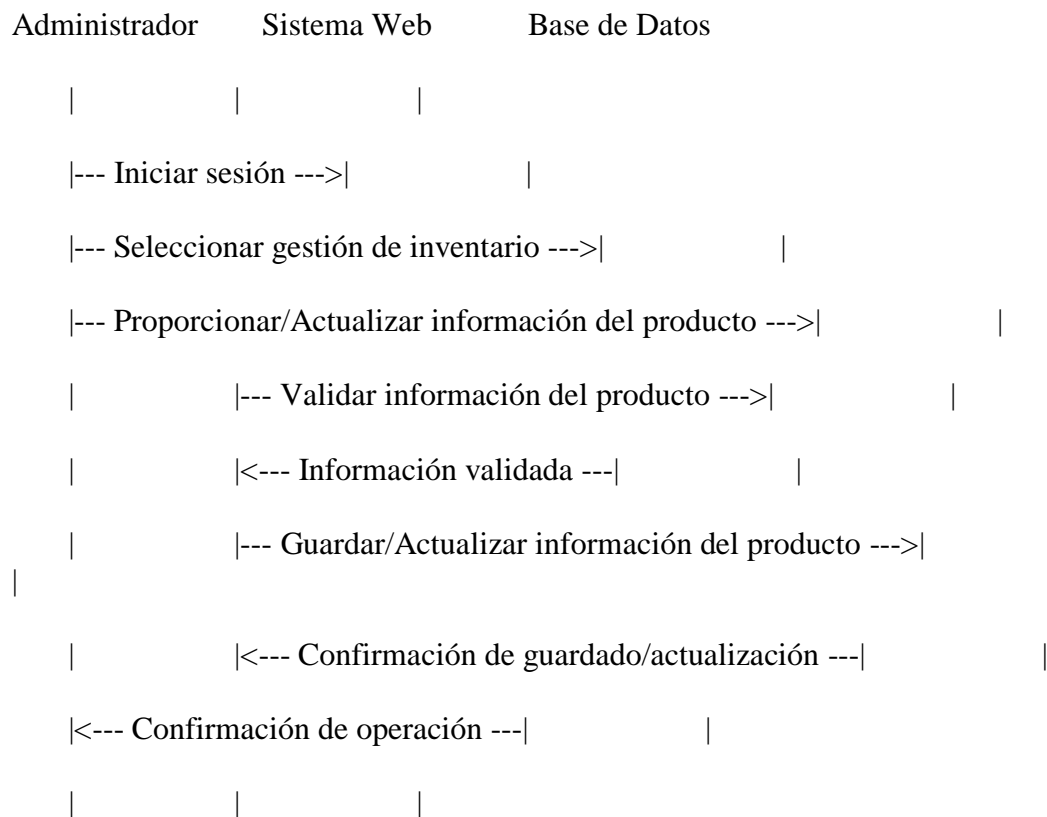 Administrador Sistema Web Base de Datos
| | |
|--- Iniciar sesión --->| |
|--- Seleccionar gestión de inventario --->| |
|--- Proporcionar/Actualizar información del producto --->| |
| |--- Validar información del producto --->| |
| |<--- Información validada ---| |
| |--- Guardar/Actualizar información del producto --->|
|
| |<--- Confirmación de guardado/actualización ---| |
|<--- Confirmación de operación ---| |
| | |